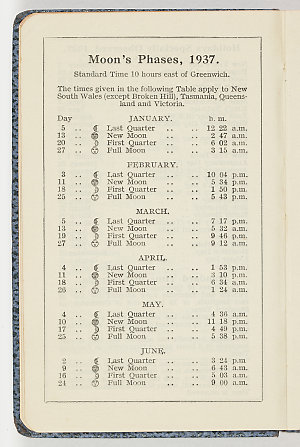 Moon's Phases, 1937.
Standard Time 10 hours east of Greenwich.
The times given in the following Table apply to New
South Wales (except Broken Hill), Tasmania, Queens-
land and Victoria.
Day JANUARY. h. m.
5 .. Last Quarter .. .. 12 22 a.m.
13 .. New Moon .. .. 2 47 a.m.
20 .. First Quarter .. .. 6 02 a.m.
27 .. Full Moon .. .. 3 15 a.m.
FEBRUARY.
3 .. Last Quarter .. .. 10 04 p.m.
11 .. New Moon .. .. 5 34 p.m.
18 .. First Quarter .. .. 1 50 p.m.
25 .. Full Moon .. .. 5 43 p.m.
MARCH.
5 .. Last Quarter .. .. 7 17 p.m.
13 .. New Moon .. .. 5 32 a.m.
19 .. First Quarter .. .. 9 46 p.m.
27 .. Full Moon .. .. 9 12 a.m.
APRIL.
4 .. Last Quarter .. .. 1 53 p.m.
11 .. New Moon .. .. 3 10 p.m.
18 .. First Quarter .. .. 6 34 a.m.
26 .. Full Moon .. .. 1 24 a.m.
MAY.
4 .. Last Quarter .. .. 4 36 a.m.
10 .. New Moon .. .. 11 18 p.m.
17 .. First Quarter .. .. 4 49 p.m.
25 .. Full Moon .. .. 5 38 p.m.
JUNE.
2 .. Last Quarter .. .. 3 24 p.m
9 .. New Moon .. .. 6 43 a.m.
16 .. First Quarter .. .. 5 03 a.m.
24 .. Full Moon .. .. 9 00 a.m.